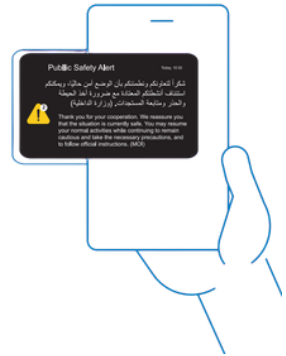 Publlic Safety Alert
Today, 10:00
شكراً لتعاونكم ونطمئنكم بأن الوضع آمن حاليًا، ويمكنكم
استئناف أنشطتكم المعتادة مع ضرورة أخذ الحيطة
والحذر ومتابعة المستجدات. (وزارة الداخلية)
Thank you for your cooperation. We reassure you
that the situation is currently safe. You may resume
your normal activities while continuing to remain
cautious and take the necessary precautions, and
to follow official instructions. (MOI)